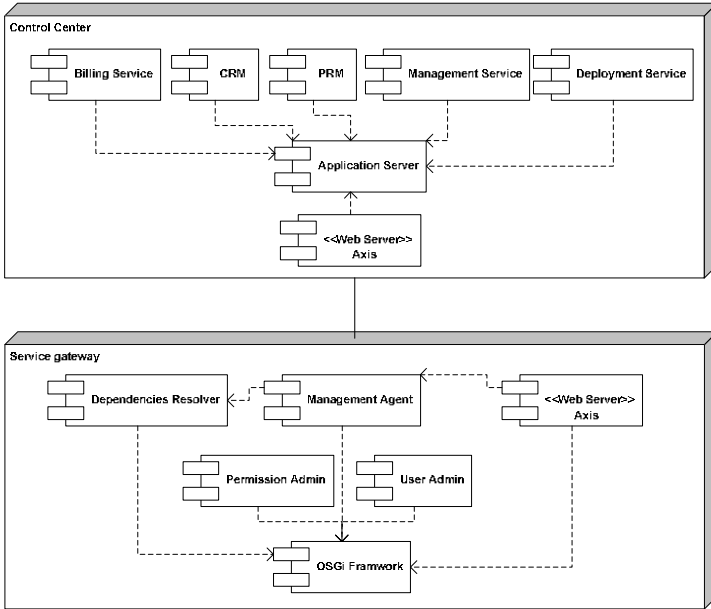 Control Center
Billing Service
CRM
PRM
Management Service
Deployment Service
Application Server
<<Web Server>>
Axis
Service gateway
Dependencies Resolver
Management Agent
<<Web Server>>
Axis
Permission Admin
User Admin
OSGi Framwork